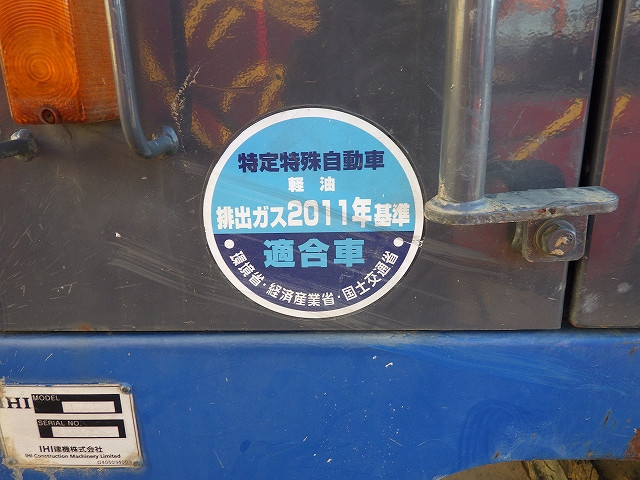 特定特殊自動車
軽油
排出ガス2011年基準
適合車
環境省・経済産業省・国土交通省
IHI
MODEL
SERIAL NO.
IHI建機株式会社
IHI Construction Machinery Limited